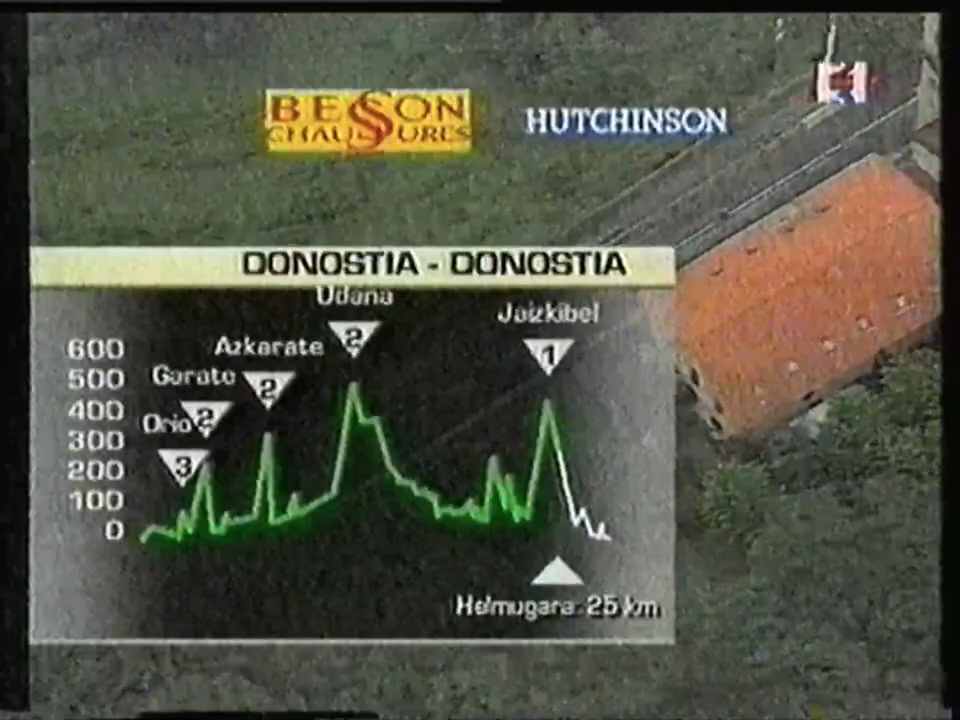 BESSON
CHAUSSURES
HUTCHINSON
DONOSTIA - DONOSTIA
Udana
2
Jaizkibel
1
Azkarate
2
Garate
2
Orio
3
600
500
400
300
200
100
0
Helmugara: 25 km